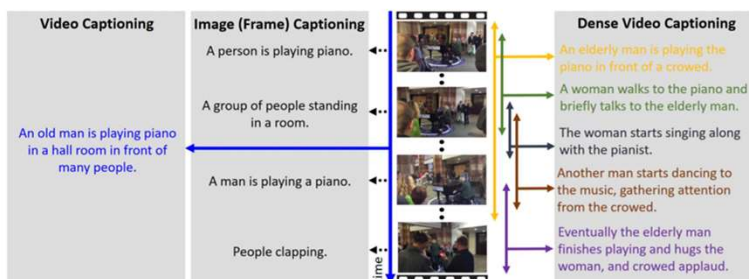 Video Captioning
Image (Frame) Captioning
Dense Video Captioning
An old man is playing piano
in a hall room in front of
many people.
A person is playing piano.
A group of people standing
in a room.
A man is playing a piano.
People clapping.
ime
An elderly man is playing the
piano in front of a crowed.
A woman walks to the piano and
briefly talks to the elderly man.
The woman starts singing along
with the pianist.
Another man starts dancing to
the music, gathering attention
from the crowed.
Eventually the elderly man
finishes playing and hugs the
woman, and crowed applaud.